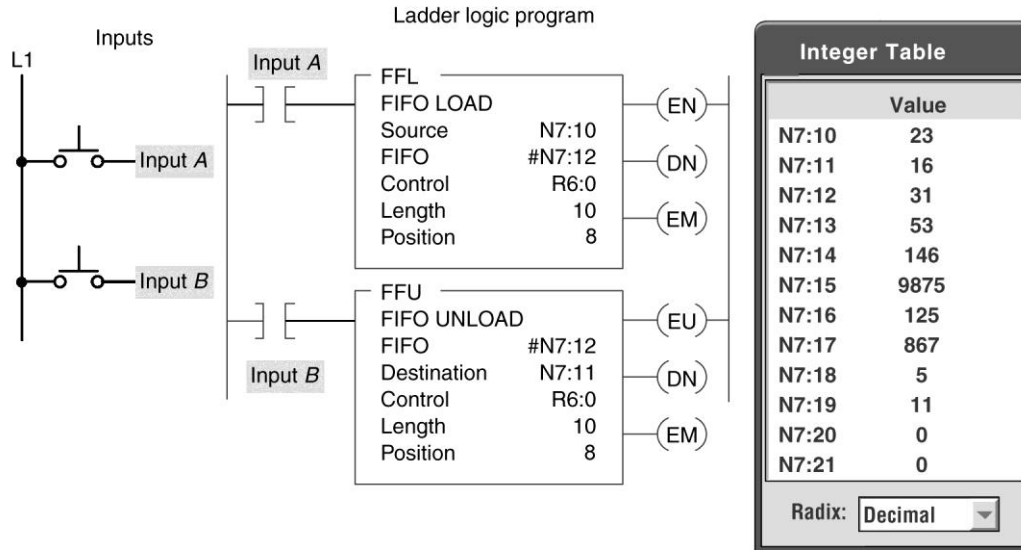 Ladder logic program
Inputs
L1
Input A
Input B
Input A
FFL
FIFO LOAD
Source N7:10
FIFO #N7:12
Control R6:0
Length 10
Position 8
EN
DN
EM
Input B
FFU
FIFO UNLOAD
FIFO #N7:12
Destination N7:11
Control R6:0
Length 10
Position 8
EU
DN
EM
Integer Table
Value
N7:10 23
N7:11 16
N7:12 31
N7:13 53
N7:14 146
N7:15 9875
N7:16 125
N7:17 867
N7:18 5
N7:19 11
N7:20 0
N7:21 0
Radix: Decimal